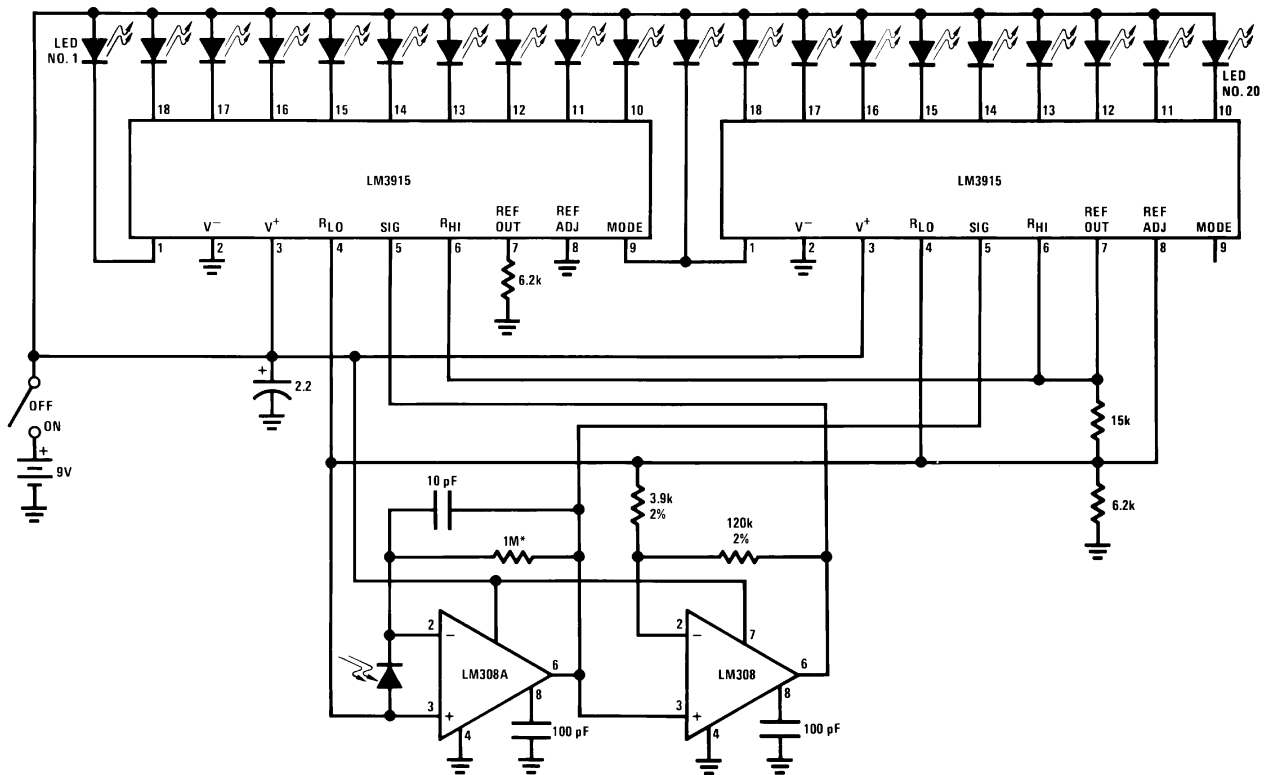 LED
NO. 1
LED
NO. 20
18 17 16 15 14 13 12 11 10
18 17 16 15 14 13 12 11 10
LM3915
LM3915
V⁻ V⁺ RLO SIG RHI REF OUT REF ADJ MODE
1 2 3 4 5 6 7 8 9
V⁻ V⁺ RLO SIG RHI REF OUT REF ADJ MODE
1 2 3 4 5 6 7 8 9
6.2k
+
2.2
OFF
ON
+
9V
15k
6.2k
10 pF
3.9k
2%
120k
2%
1M*
2
−
3
+
LM308A
6
8
4
100 pF
2
−
7
3
+
LM308
6
8
4
100 pF